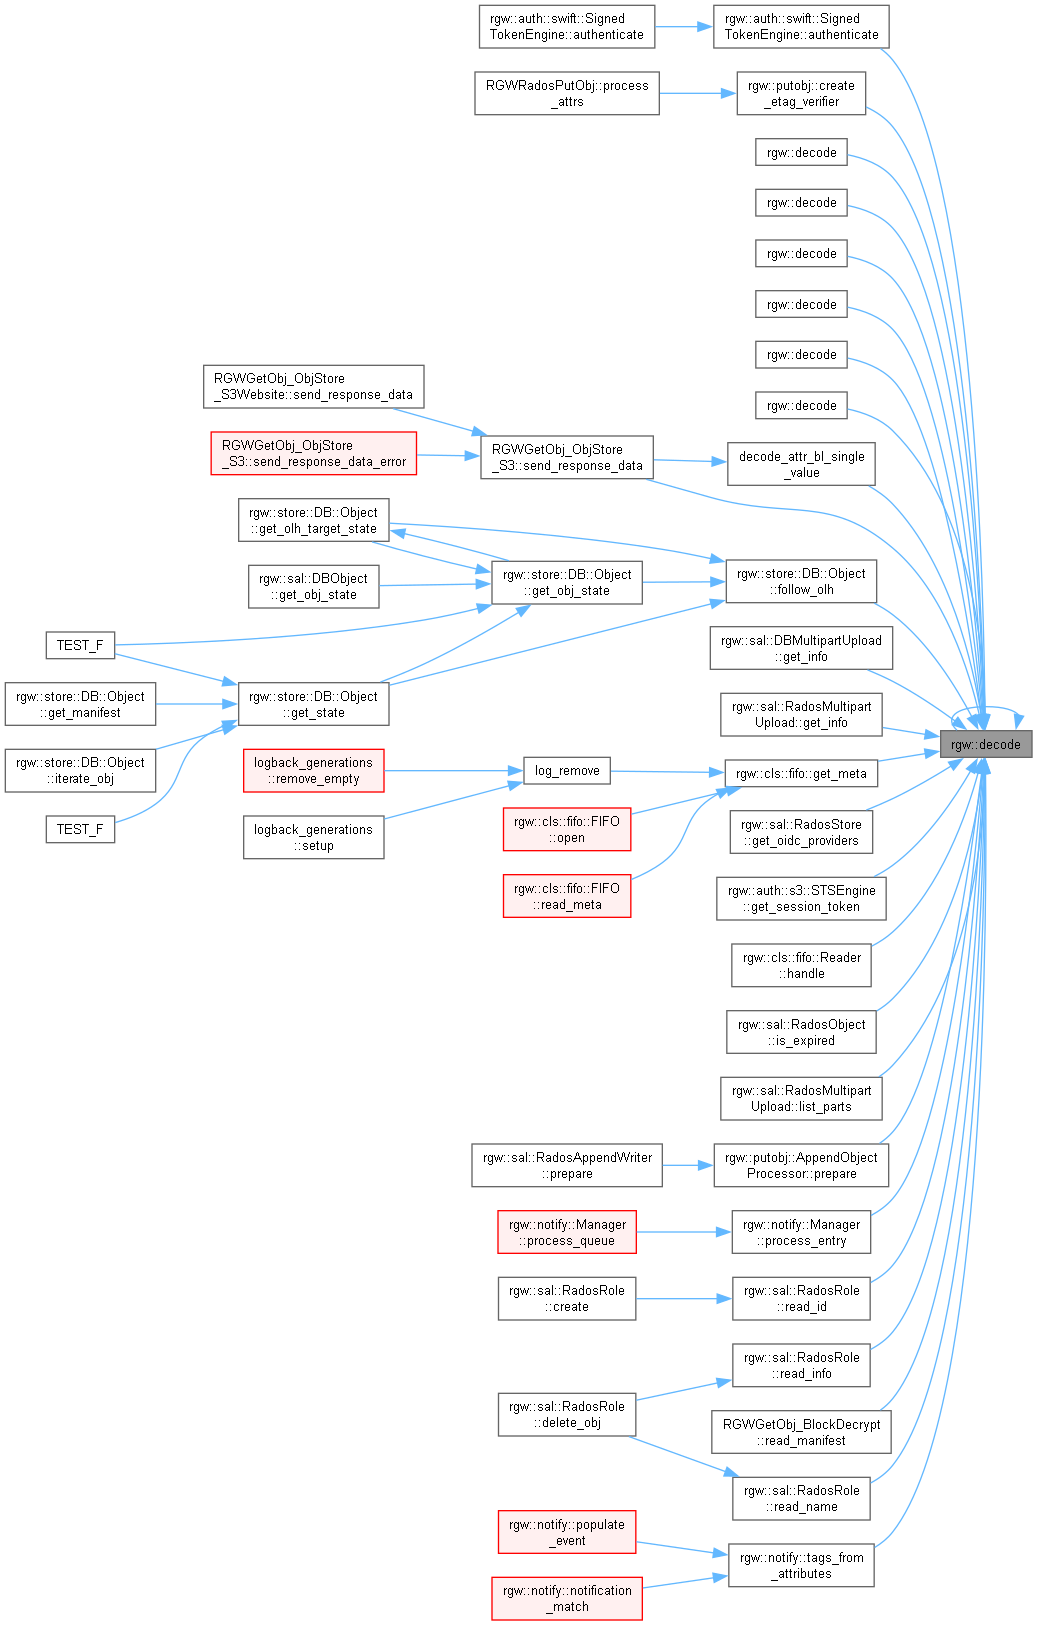 rgw::auth::swift::Signed
TokenEngine::authenticate
rgw::auth::swift::Signed
TokenEngine::authenticate
RGWRadosPutObj::process
_attrs
rgw::putobj::create
_etag_verifier
rgw::decode
rgw::decode
rgw::decode
rgw::decode
rgw::decode
rgw::decode
RGWGetObj_ObjStore
_S3Website::send_response_data
RGWGetObj_ObjStore
_S3::send_response_data_error
RGWGetObj_ObjStore
_S3::send_response_data
decode_attr_bl_single
_value
rgw::store::DB::Object
::get_olh_target_state
rgw::sal::DBObject
::get_obj_state
rgw::store::DB::Object
::get_obj_state
rgw::store::DB::Object
::follow_olh
TEST_F
rgw::store::DB::Object
::get_manifest
rgw::store::DB::Object
::iterate_obj
TEST_F
rgw::store::DB::Object
::get_state
rgw::sal::DBMultipartUpload
::get_info
rgw::sal::RadosMultipart
Upload::get_info
rgw::decode
logback_generations
::remove_empty
logback_generations
::setup
log_remove
rgw::cls::fifo::get_meta
rgw::cls::fifo::FIFO
::open
rgw::cls::fifo::FIFO
::read_meta
rgw::sal::RadosStore
::get_oidc_providers
rgw::auth::s3::STSEngine
::get_session_token
rgw::cls::fifo::Reader
::handle
rgw::sal::RadosObject
::is_expired
rgw::sal::RadosMultipart
Upload::list_parts
rgw::sal::RadosAppendWriter
::prepare
rgw::putobj::AppendObject
Processor::prepare
rgw::notify::Manager
::process_queue
rgw::notify::Manager
::process_entry
rgw::sal::RadosRole
::create
rgw::sal::RadosRole
::read_id
rgw::sal::RadosRole
::read_info
rgw::sal::RadosRole
::delete_obj
RGWGetObj_BlockDecrypt
::read_manifest
rgw::sal::RadosRole
::read_name
rgw::notify::populate
_event
rgw::notify::notification
_match
rgw::notify::tags_from
_attributes